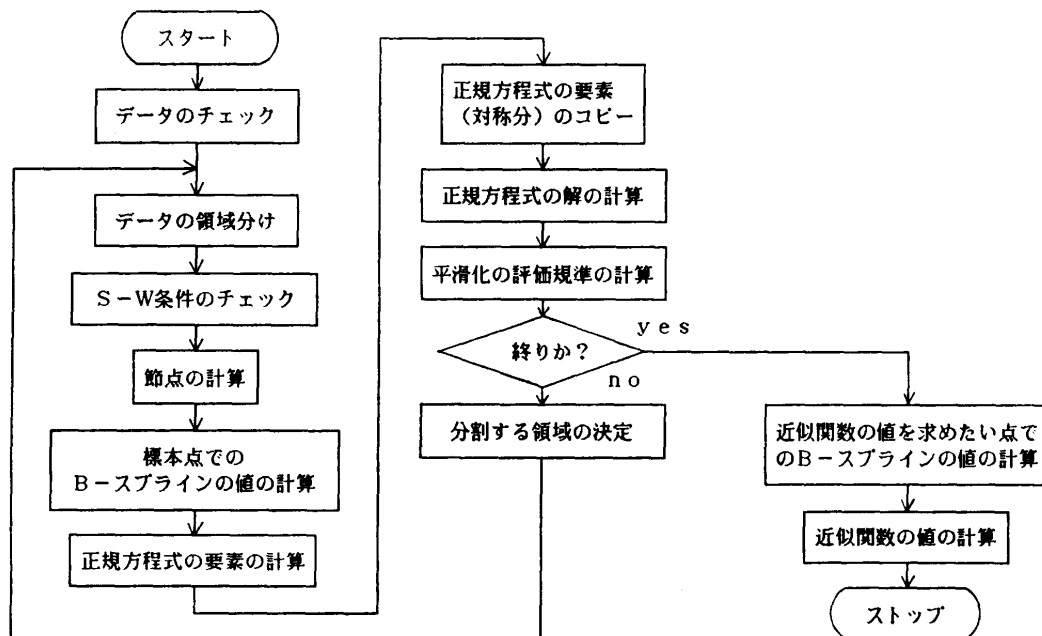 スタート
データのチェック
データの領域分け
S－W条件のチェック
節点の計算
標本点での
B－スプラインの値の計算
正規方程式の要素の計算
正規方程式の要素
（対称分）のコピー
正規方程式の解の計算
平滑化の評価規準の計算
終りか？
yes
no
分割する領域の決定
近似関数の値を求めたい点で
のB－スプラインの値の計算
近似関数の値の計算
ストップ